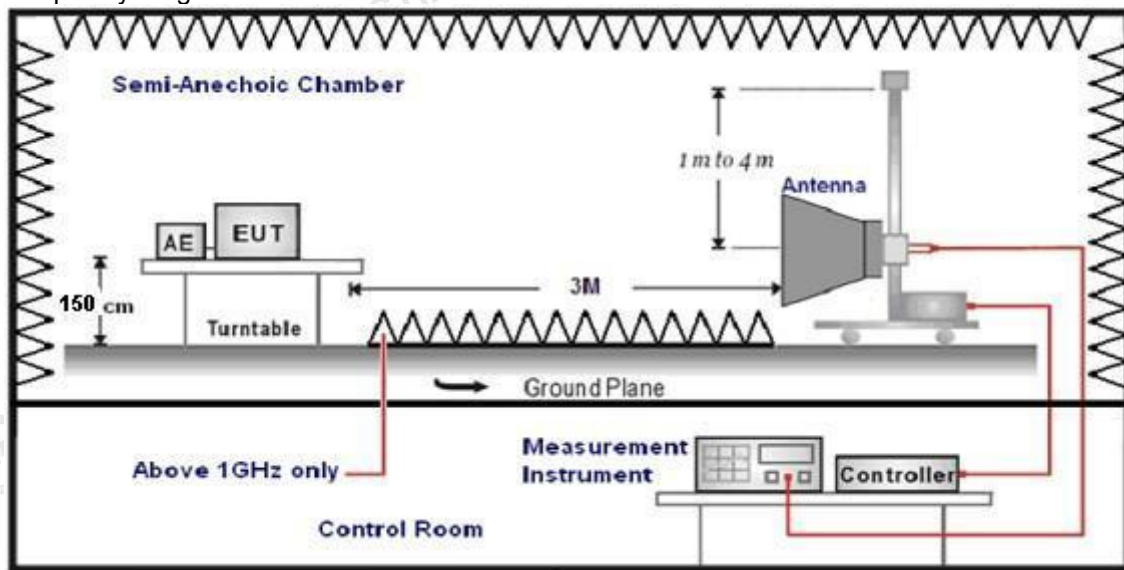 Semi-Anechoic Chamber
1 m to 4 m
Antenna
AE
EUT
150 cm
3M
Turntable
Ground Plane
Above 1GHz only
Measurement
Instrument
Controller
Control Room